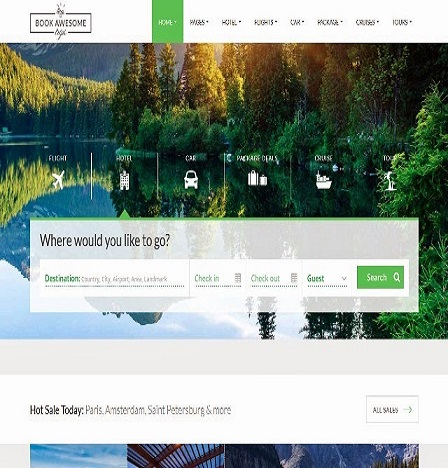 BOOK AWESOME
HOME PAGES HOTEL FLIGHTS CAR PACKAGE CRUISES TOURS
FLIGHT HOTEL CAR PACKAGE DEALS CRUISE TOUR
Where would you like to go?
Destination: Country, City, Airport, Area, Landmark Check in Check out Guest Search
Hot Sale Today: Paris, Amsterdam, Saint Petersburg & more ALL SALES